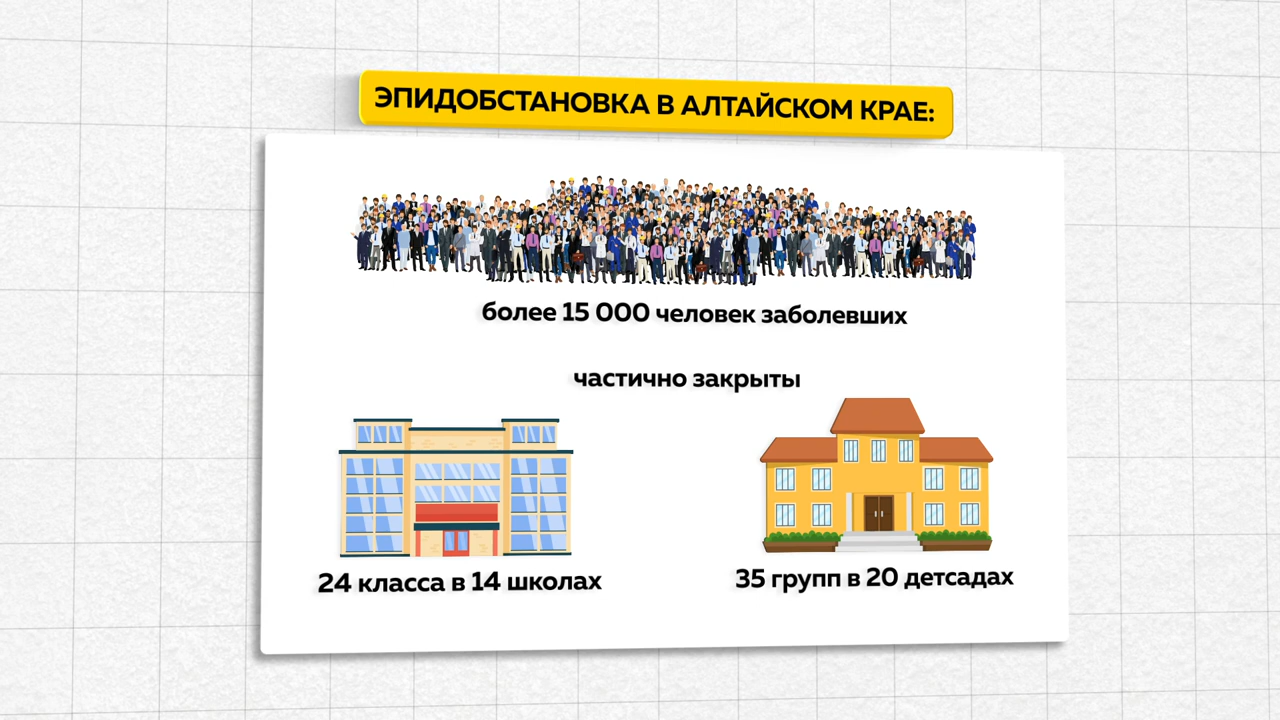 ЭПИДОБСТАНОВКА В АЛТАЙСКОМ КРАЕ:
более 15 000 человек заболевших
частично закрыты
24 класса в 14 школах
35 групп в 20 детсадах